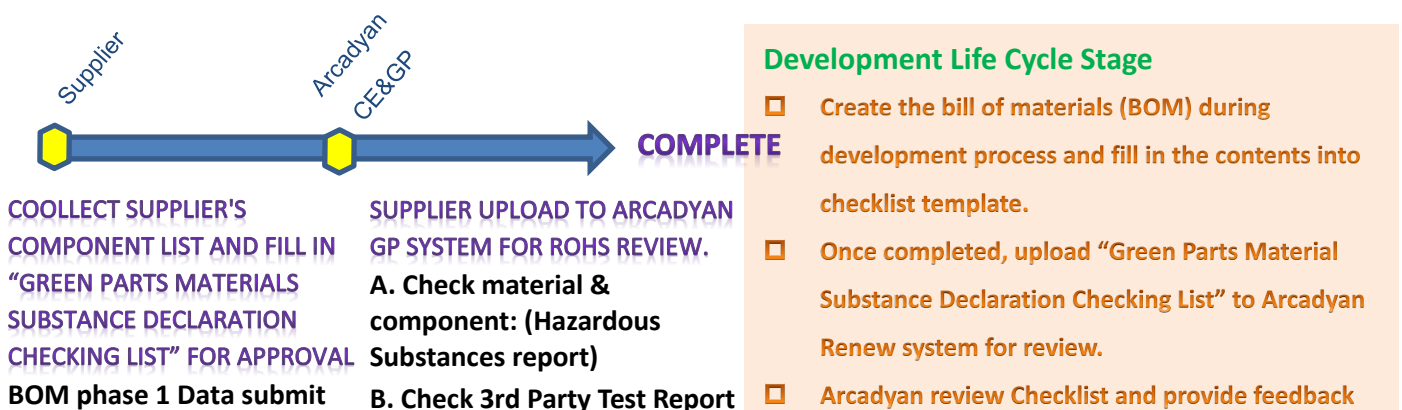 Supplier
Arcadyan
CE&GP
COMPLETE
COOLLECT SUPPLIER'S
COMPONENT LIST AND FILL IN
“GREEN PARTS MATERIALS
SUBSTANCE DECLARATION
CHECKING LIST” FOR APPROVAL
BOM phase 1 Data submit
SUPPLIER UPLOAD TO ARCADYAN
GP SYSTEM FOR ROHS REVIEW.
A. Check material &
component: (Hazardous
Substances report)
B. Check 3rd Party Test Report
Development Life Cycle Stage
Create the bill of materials (BOM) during
development process and fill in the contents into
checklist template.
Once completed, upload “Green Parts Material
Substance Declaration Checking List” to Arcadyan
Renew system for review.
Arcadyan review Checklist and provide feedback